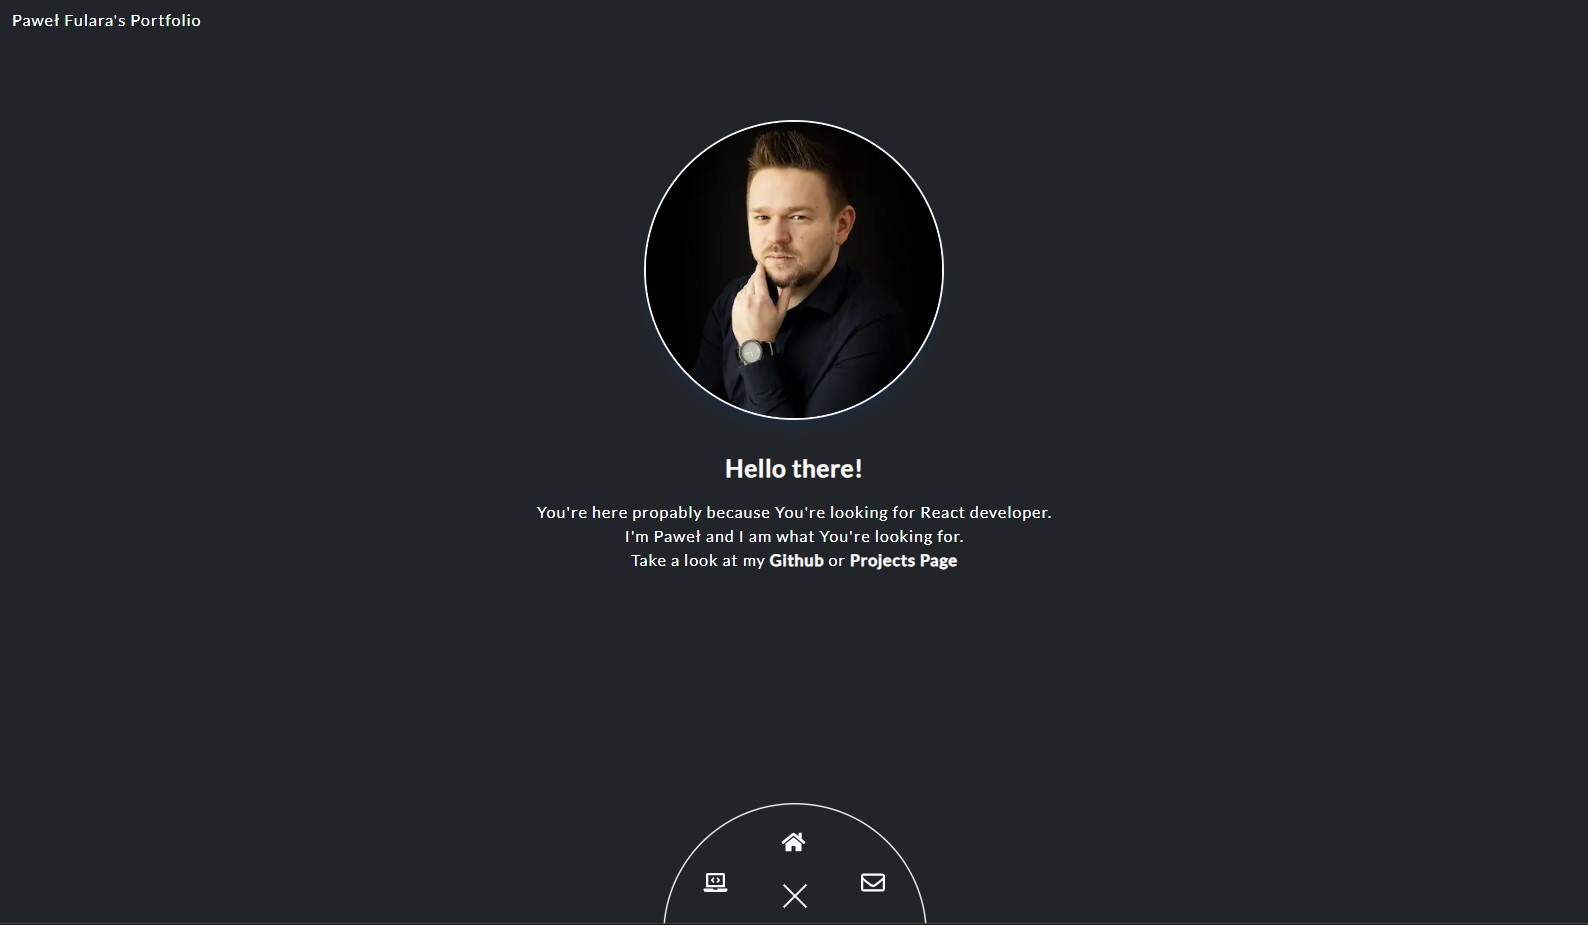 Paweł Fulara's Portfolio
Hello there!
You're here propably because You're looking for React developer.
I'm Paweł and I am what You're looking for.
Take a look at my Github or Projects Page